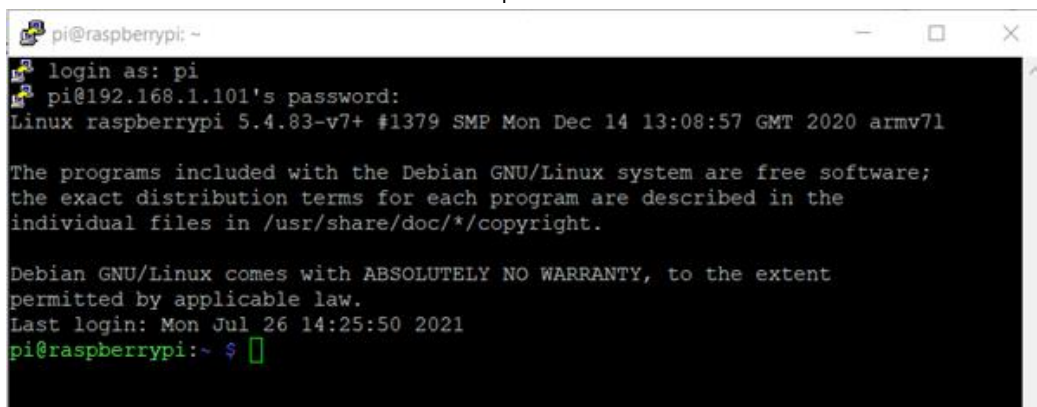 pi@raspberrypi: ~
login as: pi
pi@192.168.1.101's password:
Linux raspberrypi 5.4.83-v7+ #1379 SMP Mon Dec 14 13:08:57 GMT 2020 armv7l
The programs included with the Debian GNU/Linux system are free software;
the exact distribution terms for each program are described in the
individual files in /usr/share/doc/*/copyright.
Debian GNU/Linux comes with ABSOLUTELY NO WARRANTY, to the extent
permitted by applicable law.
Last login: Mon Jul 26 14:25:50 2021
pi@raspberrypi:~ $